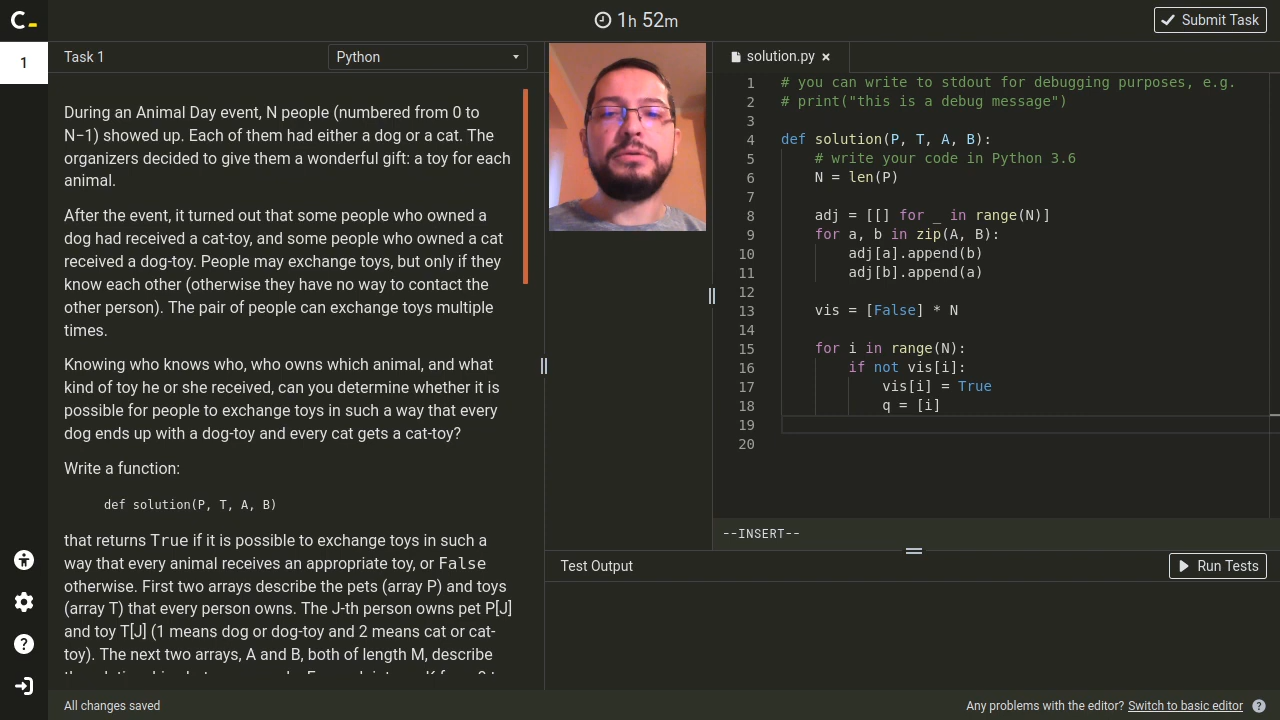 C_
1h 52m
Submit Task
1
Task 1
Python
solution.py ×
During an Animal Day event, N people (numbered from 0 to
N−1) showed up. Each of them had either a dog or a cat. The
organizers decided to give them a wonderful gift: a toy for each
animal.
After the event, it turned out that some people who owned a
dog had received a cat-toy, and some people who owned a cat
received a dog-toy. People may exchange toys, but only if they
know each other (otherwise they have no way to contact the
other person). The pair of people can exchange toys multiple
times.
Knowing who knows who, who owns which animal, and what
kind of toy he or she received, can you determine whether it is
possible for people to exchange toys in such a way that every
dog ends up with a dog-toy and every cat gets a cat-toy?
Write a function:
def solution(P, T, A, B)
that returns True if it is possible to exchange toys in such a
way that every animal receives an appropriate toy, or False
otherwise. First two arrays describe the pets (array P) and toys
(array T) that every person owns. The J-th person owns pet P[J]
and toy T[J] (1 means dog or dog-toy and 2 means cat or cat-
toy). The next two arrays, A and B, both of length M, describe
1 # you can write to stdout for debugging purposes, e.g.
2 # print("this is a debug message")
3
4 def solution(P, T, A, B):
5     # write your code in Python 3.6
6     N = len(P)
7
8     adj = [[] for _ in range(N)]
9     for a, b in zip(A, B):
10         adj[a].append(b)
11         adj[b].append(a)
12
13     vis = [False] * N
14
15     for i in range(N):
16         if not vis[i]:
17             vis[i] = True
18             q = [i]
19
20
--INSERT--
Test Output
Run Tests
All changes saved
Any problems with the editor? Switch to basic editor ?